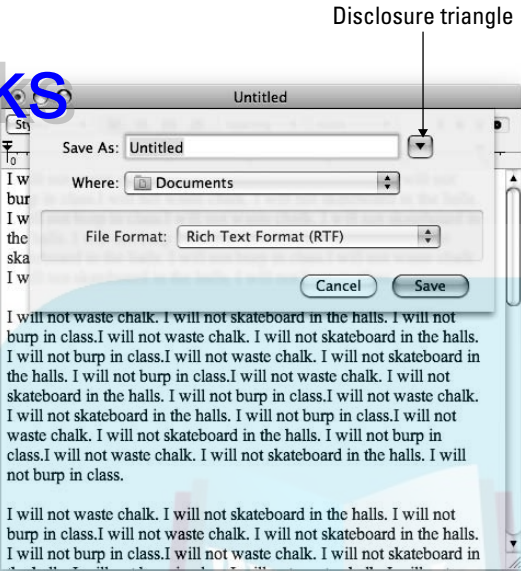 Disclosure triangle
ks
Untitled
Sty
Save As: Untitled
Where: Documents
I w
bur
I w
File Format: Rich Text Format (RTF)
the
ska
I w
Cancel Save
I will not waste chalk. I will not skateboard in the halls. I will not
burp in class.I will not waste chalk. I will not skateboard in the halls.
I will not burp in class.I will not waste chalk. I will not skateboard in
the halls. I will not burp in class.I will not waste chalk. I will not
skateboard in the halls. I will not burp in class.I will not waste chalk.
I will not skateboard in the halls. I will not burp in class.I will not
waste chalk. I will not skateboard in the halls. I will not burp in
class.I will not waste chalk. I will not skateboard in the halls. I will
not burp in class.
I will not waste chalk. I will not skateboard in the halls. I will not
burp in class.I will not waste chalk. I will not skateboard in the halls.
I will not burp in class.I will not waste chalk. I will not skateboard in